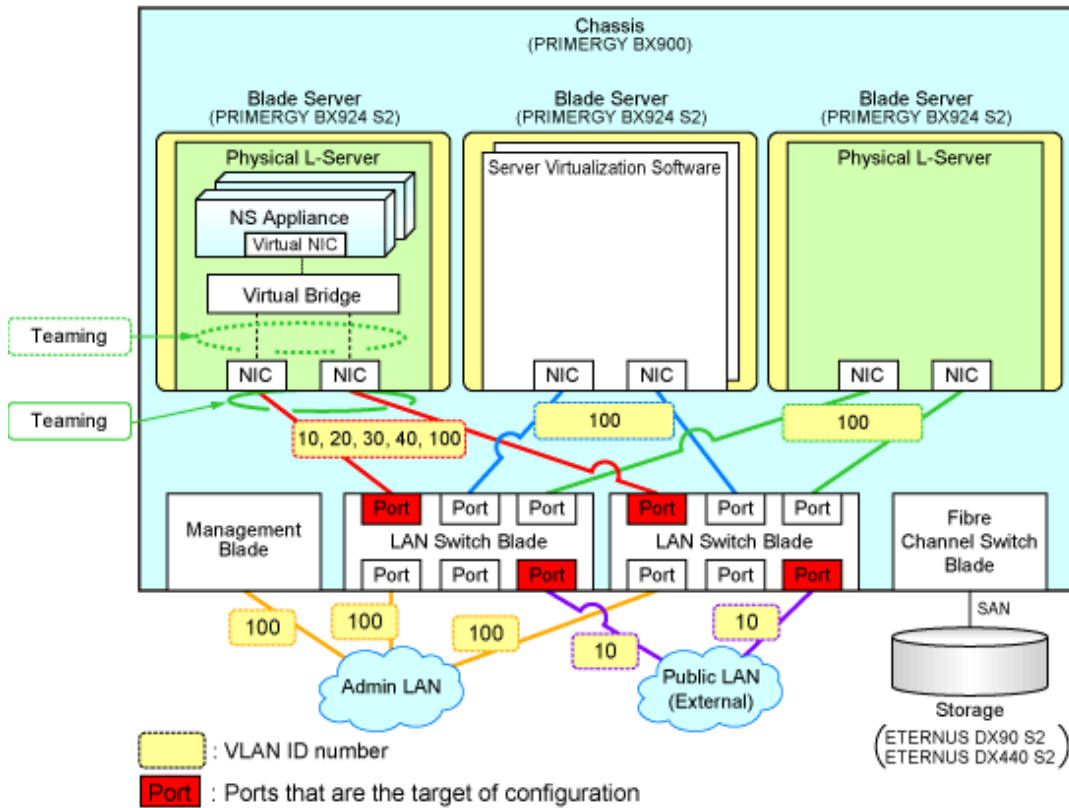 Chassis
(PRIMERGY BX900)
Blade Server
(PRIMERGY BX924 S2)
Blade Server
(PRIMERGY BX924 S2)
Blade Server
(PRIMERGY BX924 S2)
Physical L-Server
Server Virtualization Software
Physical L-Server
NS Appliance
Virtual NIC
Virtual Bridge
Teaming
NIC
NIC
NIC
NIC
NIC
NIC
Teaming
10, 20, 30, 40, 100
100
100
Management
Blade
Port
Port
Port
LAN Switch Blade
Port
Port
Port
Port
Port
Port
LAN Switch Blade
Port
Port
Port
Fibre
Channel Switch
Blade
100
100
100
10
10
SAN
Admin LAN
Public LAN
(External)
Storage
(ETERNUS DX90 S2
ETERNUS DX440 S2)
: VLAN ID number
Port : Ports that are the target of configuration